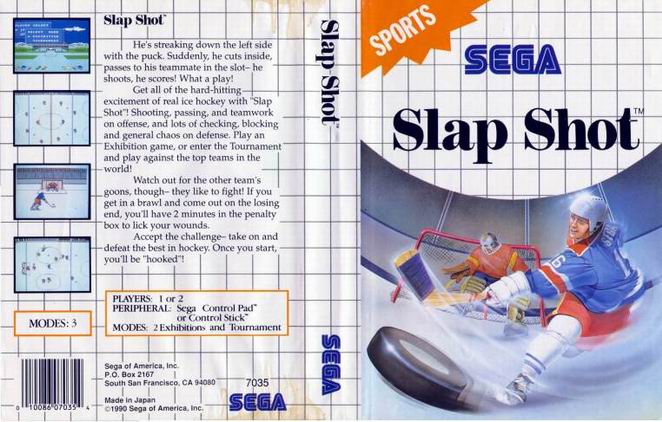 Slap Shot™
He's streaking down the left side
with the puck. Suddenly, he cuts inside,
passes to his teammate in the slot– he
shoots, he scores! What a play!
Get all of the hard-hitting
excitement of real ice hockey with "Slap
Shot"! Shooting, passing, and teamwork
on offense, and lots of checking, blocking
and general chaos on defense. Play an
Exhibition game, or enter the Tournament
and play against the top teams in the
world!
Watch out for the other team's
goons, though– they like to fight! If you
get in a brawl and come out on the losing
end, you'll have 2 minutes in the penalty
box to lick your wounds.
Accept the challenge– take on and
defeat the best in hockey. Once you start,
you'll be "hooked"!
MODES: 3
PLAYERS: 1 or 2
PERIPHERAL: Sega Control Pad™
or Control Stick™
MODES: 2 Exhibitions and Tournament
0 10086 07035 4
Sega of America, Inc.
P.O. Box 2167
South San Francisco, CA 94080
Made in Japan
©1990 Sega of America, Inc.
7035
SEGA
Slap Shot™
SEGA
SPORTS
SEGA
Slap Shot™
16